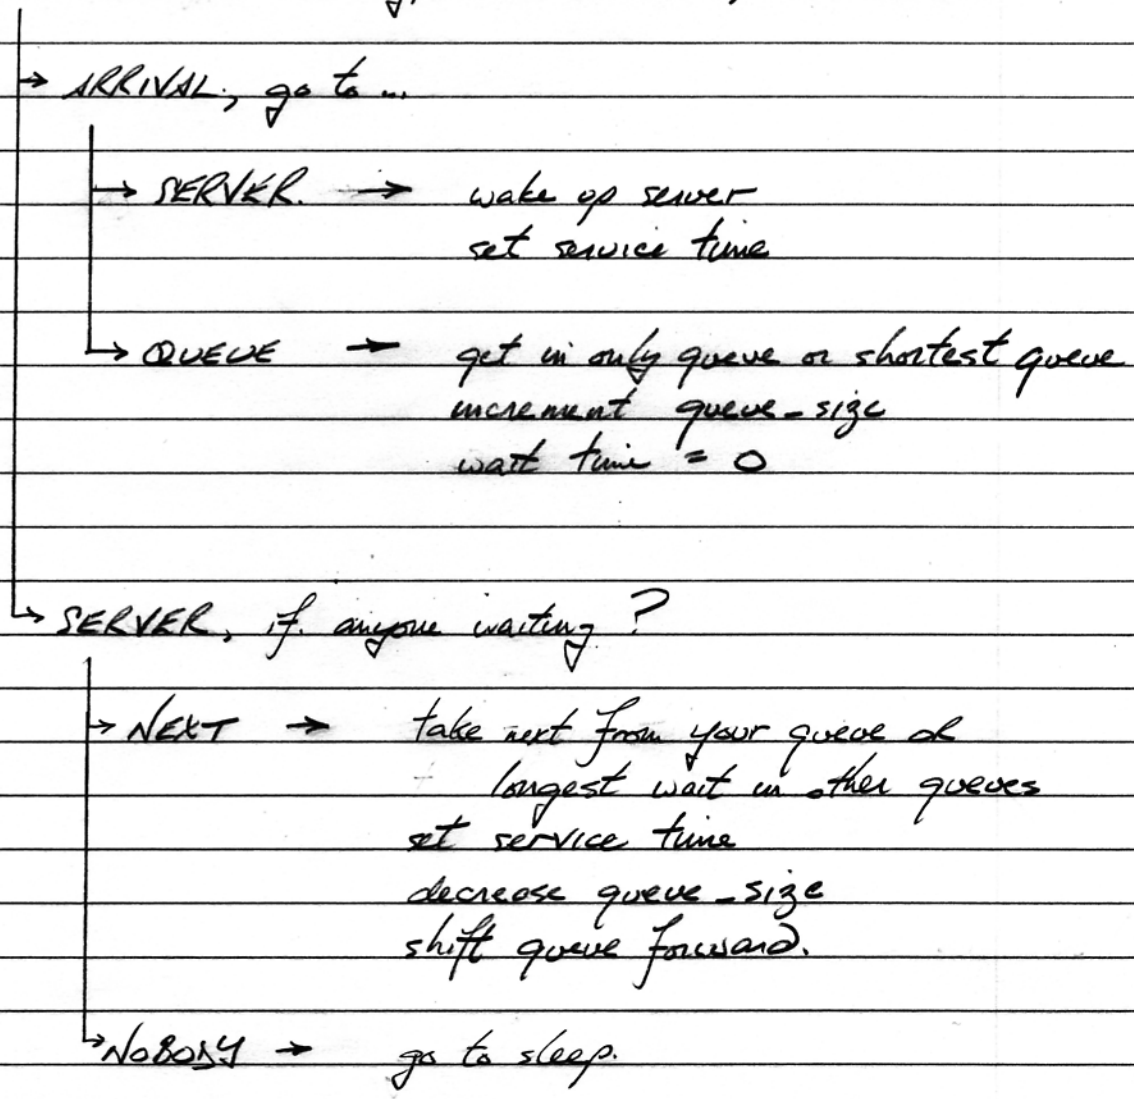 → ARRIVAL, go to ...
→ SERVER. → wake up server
set service time
→ QUEUE → get in only queue or shortest queue
increment queue_size
wait time = 0
→ SERVER, if anyone waiting?
→ NEXT → take next from your queue or
longest wait in other queues
set service time
decrease queue_size
shift queue forward.
→ NOBODY → go to sleep.